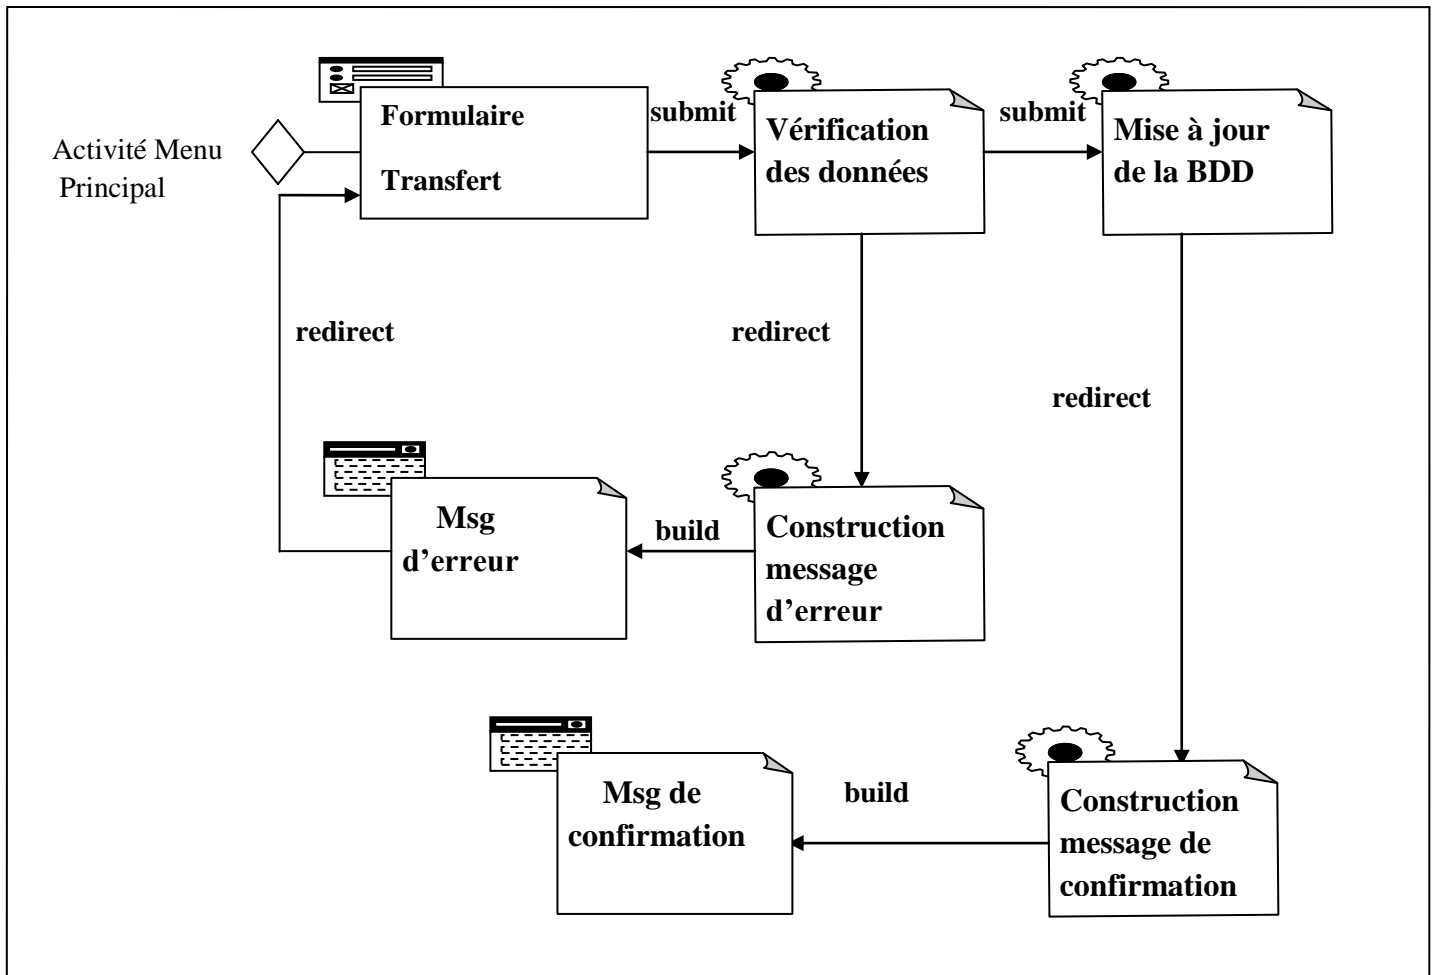 Formulaire
Transfert
submit
Vérification
des données
submit
Mise à jour
de la BDD
Activité Menu
Principal
redirect
redirect
redirect
Msg
d’erreur
build
Construction
message
d’erreur
Msg de
confirmation
build
Construction
message de
confirmation